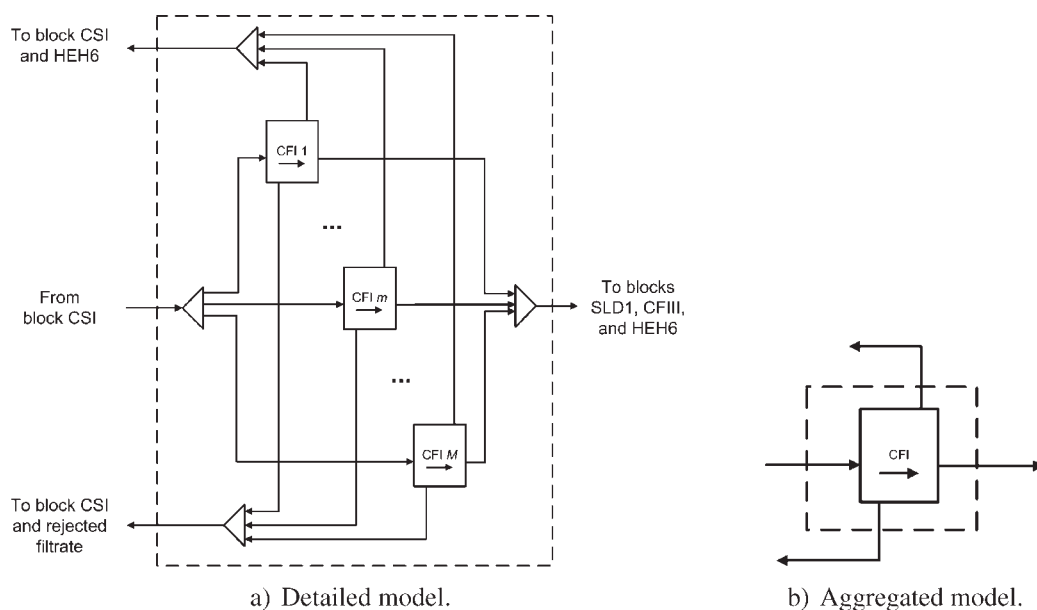 To block CSI
and HEH6
CFI 1
...
From
block CSI
CFI m
To blocks
SLD1, CFIII,
and HEH6
...
CFI M
To block CSI
and rejected
filtrate
CFI
a) Detailed model.
b) Aggregated model.